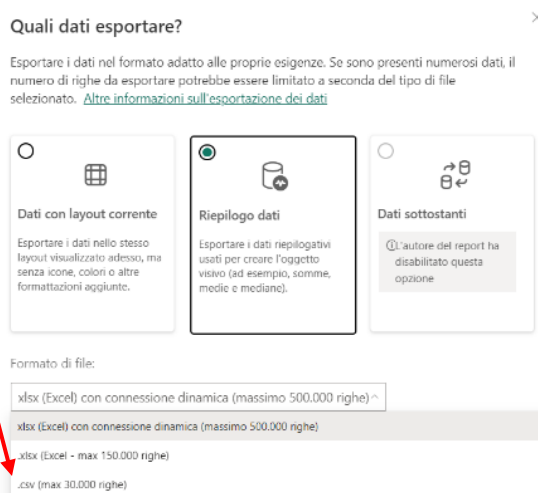 Quali dati esportare?
Esportare i dati nel formato adatto alle proprie esigenze. Se sono presenti numerosi dati, il
numero di righe da esportare potrebbe essere limitato a seconda del tipo di file
selezionato. Altre informazioni sull'esportazione dei dati
Dati con layout corrente
Esportare i dati nello stesso
layout visualizzato adesso, ma
senza icone, colori o altre
formattazioni aggiunte.
Riepilogo dati
Esportare i dati riepilogativi
usati per creare l'oggetto
visivo (ad esempio, somme,
medie e mediane).
Dati sottostanti
L'autore del report ha
disabilitato questa
opzione
Formato di file:
xlsx (Excel) con connessione dinamica (massimo 500.000 righe)
xlsx (Excel) con connessione dinamica (massimo 500.000 righe)
.xlsx (Excel - max 150.000 righe)
.csv (max 30.000 righe)